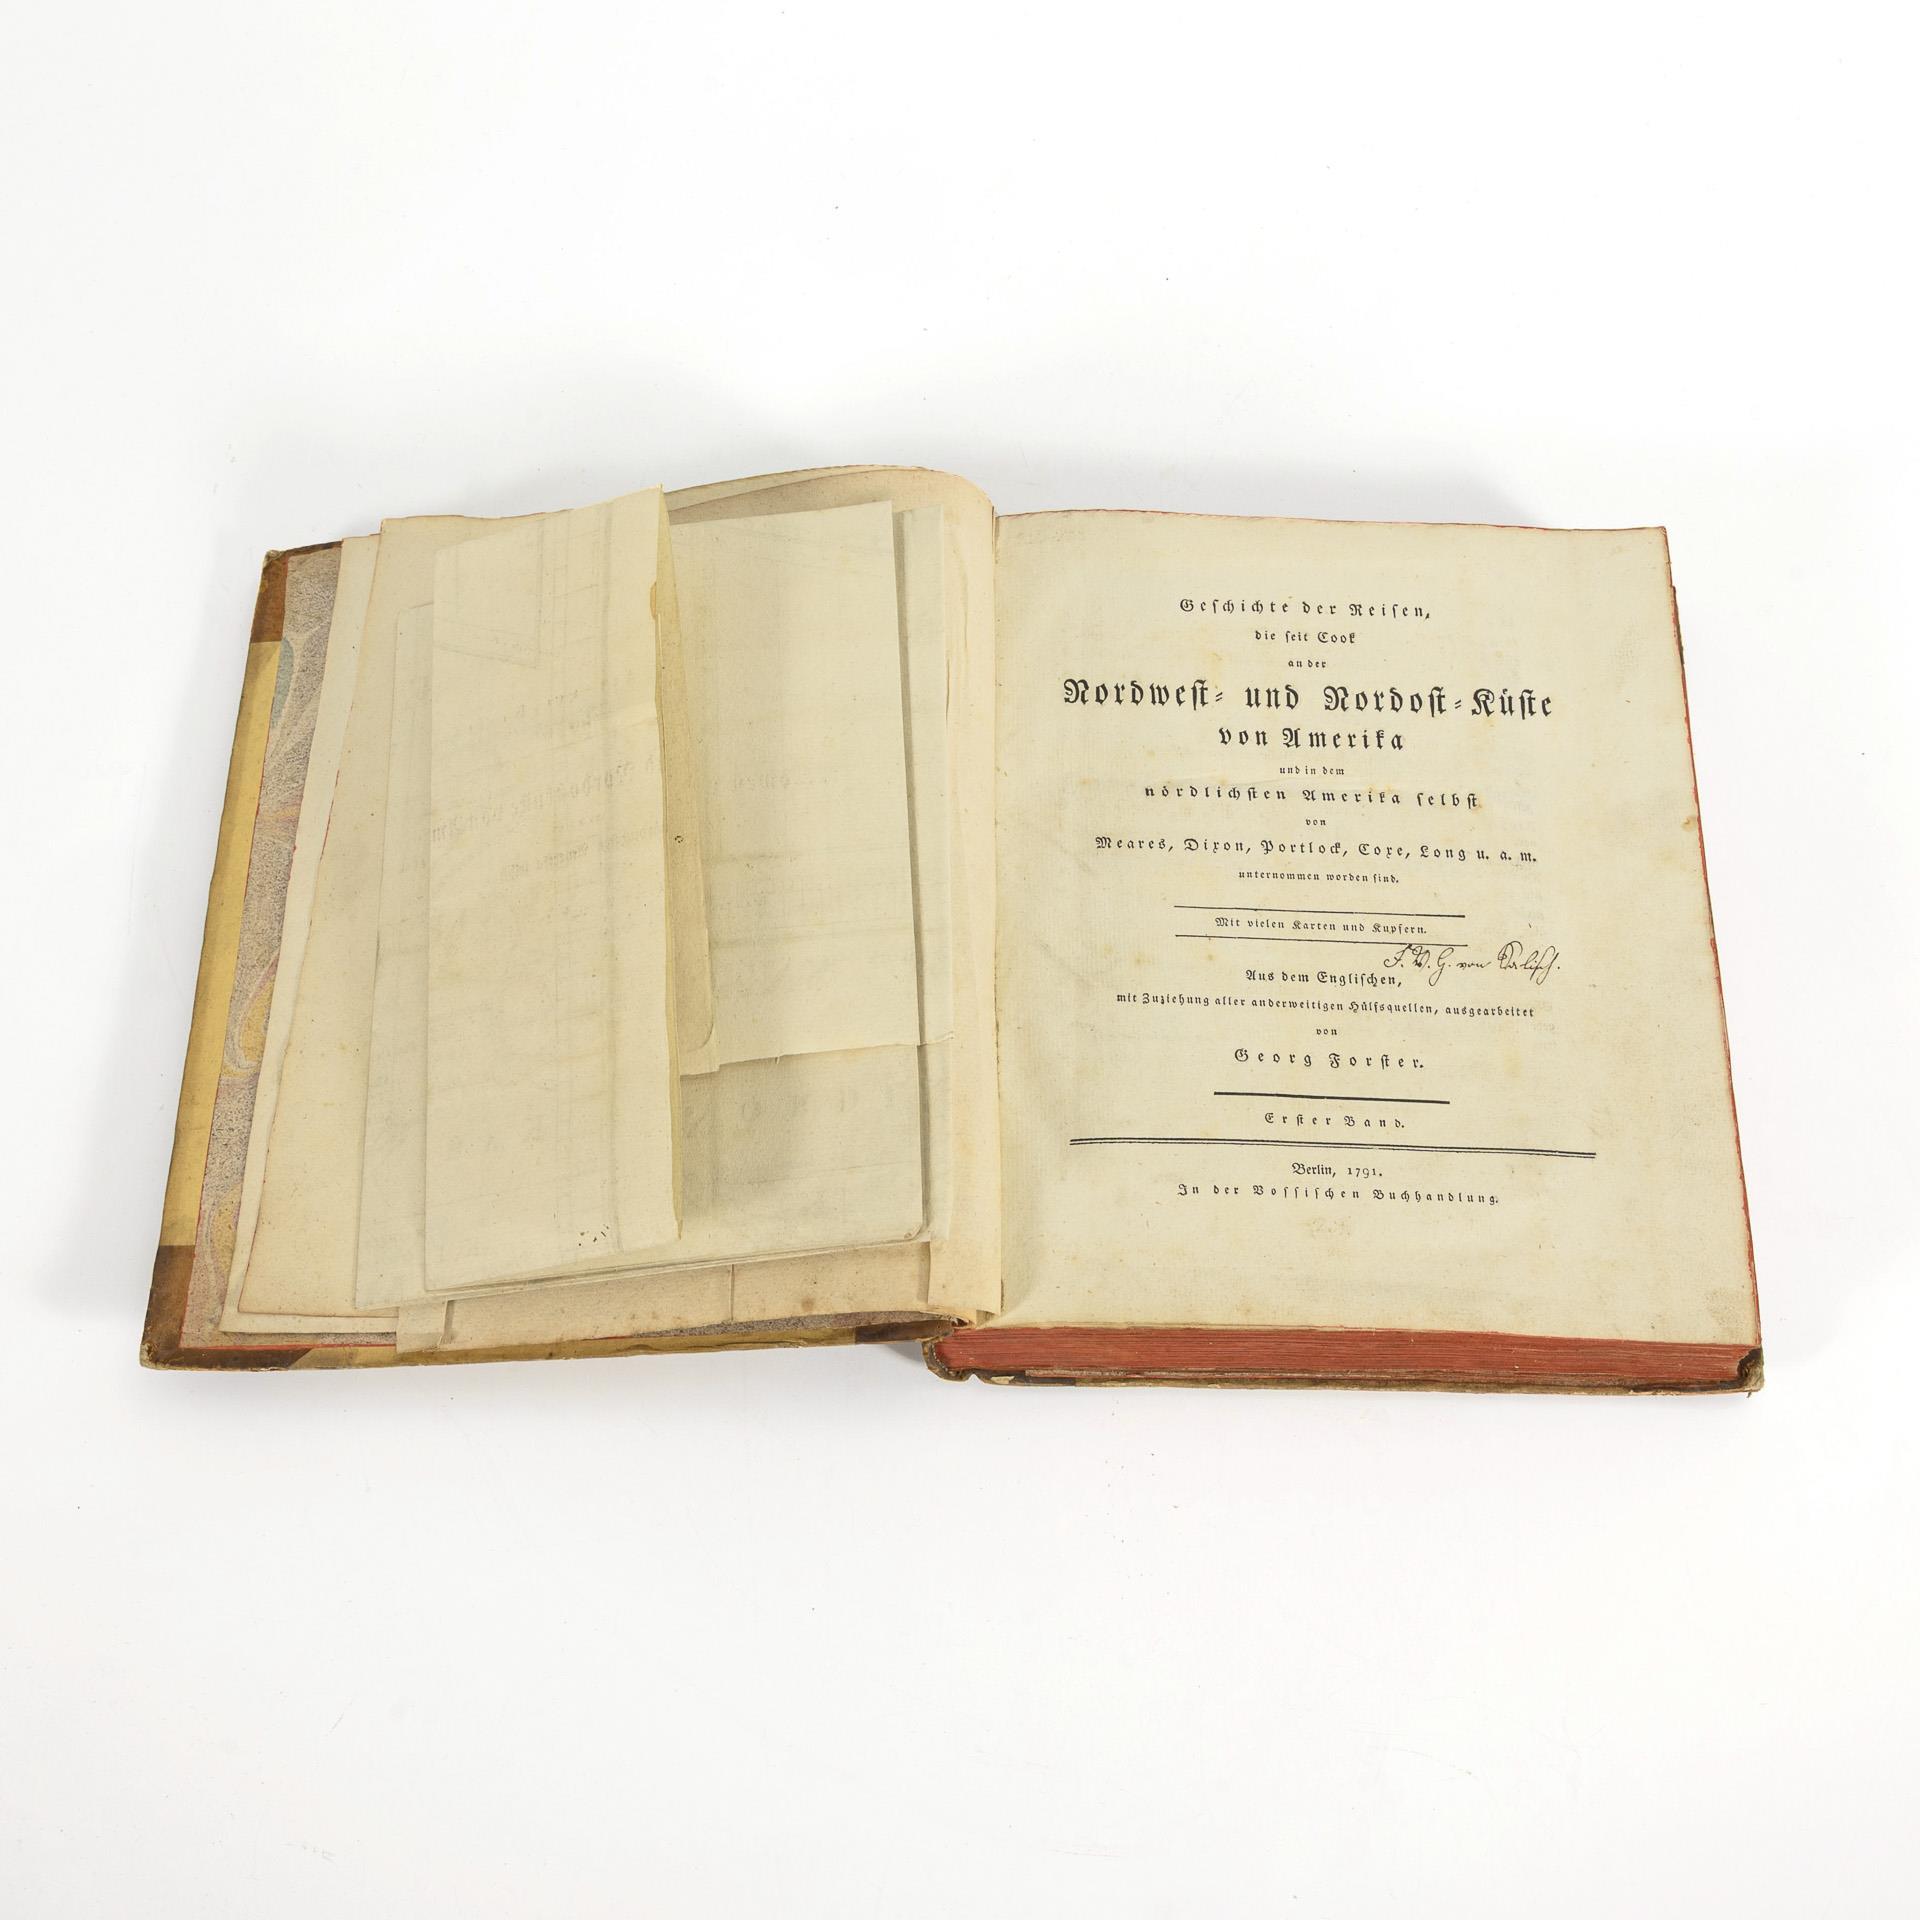 Geschichte der Reisen,
die seit Cook
an der
Nordwest- und Nordost-Küste
von Amerika
und in dem
nördlichsten Amerika selbst
von
Meares, Dixon, Portlock, Coxe, Long u. a. m.
unternommen worden sind.
Mit vielen Karten und Kupfern.
F. W. G. von Kalisch.
Aus dem Englischen,
mit Zuziehung aller anderweitigen Hülfsquellen, ausgearbeitet
von
Georg Forster.
Erster Band.
Berlin, 1791.
In der Vossischen Buchhandlung.